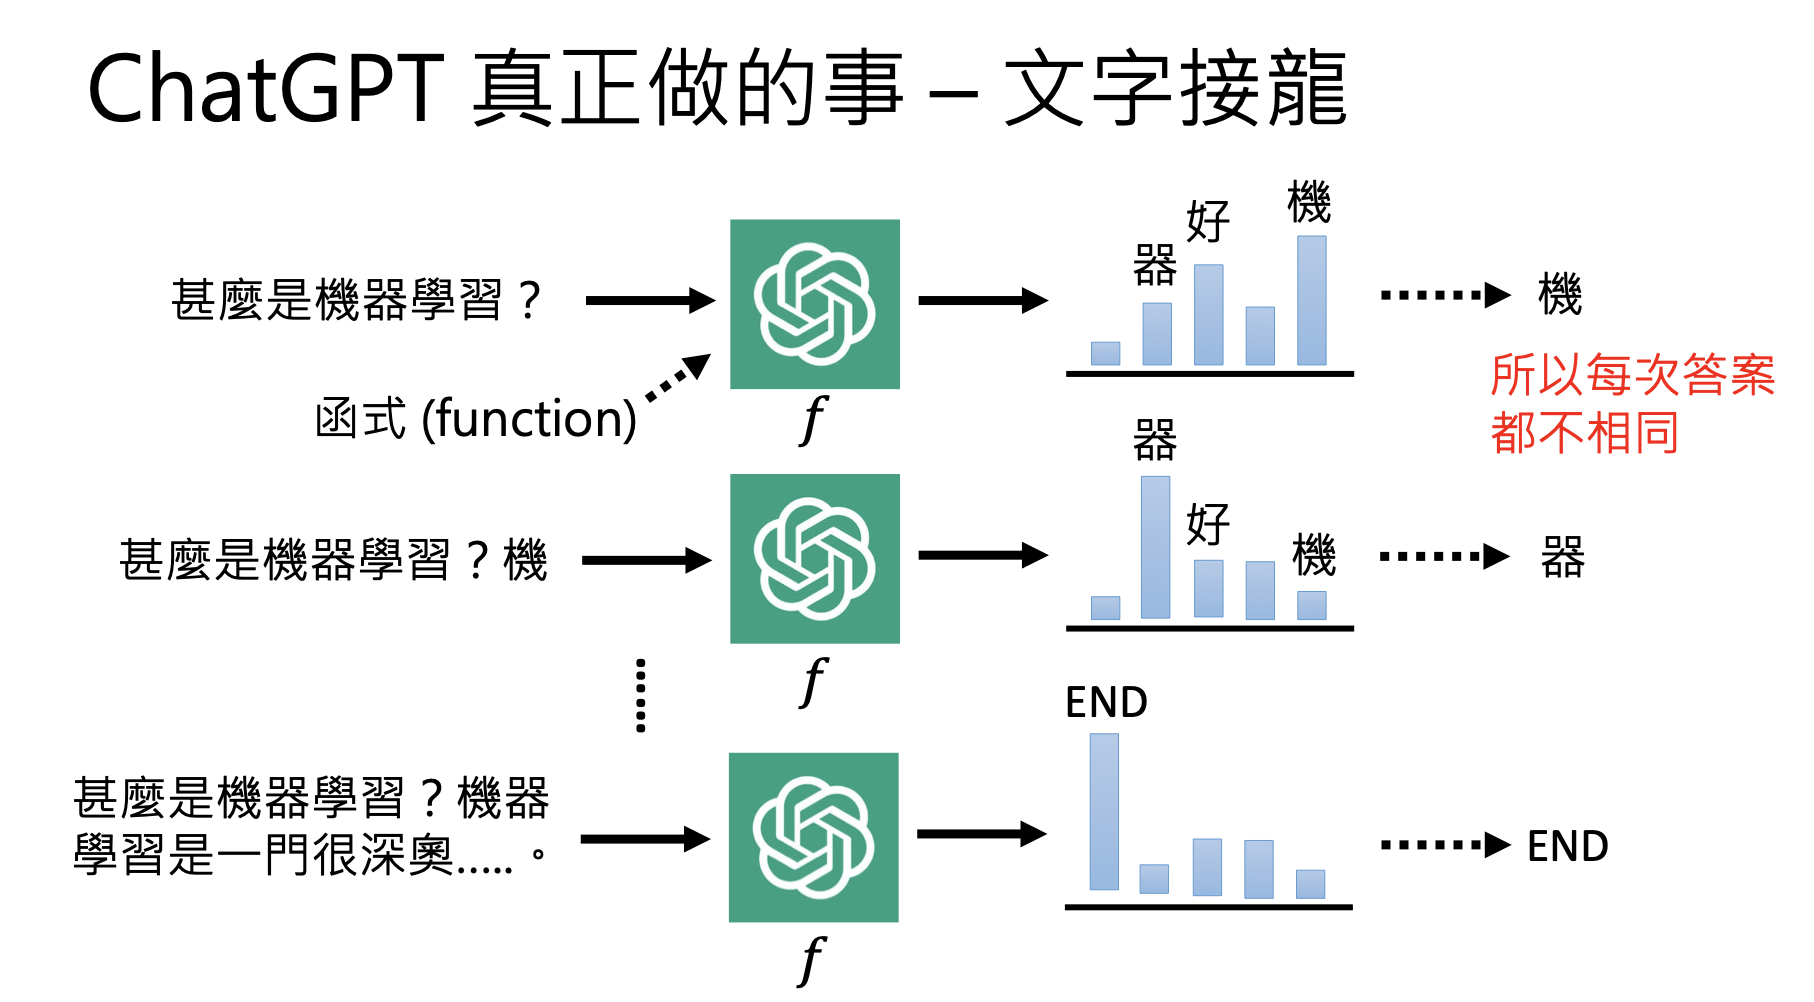 ChatGPT 真正做的事 – 文字接龍
甚麼是機器學習？
函式 (function)
f
器
好
機
機
所以每次答案
都不相同
甚麼是機器學習？機
f
器
好
機
器
甚麼是機器學習？機器
學習是一門很深奧…..。
f
END
END